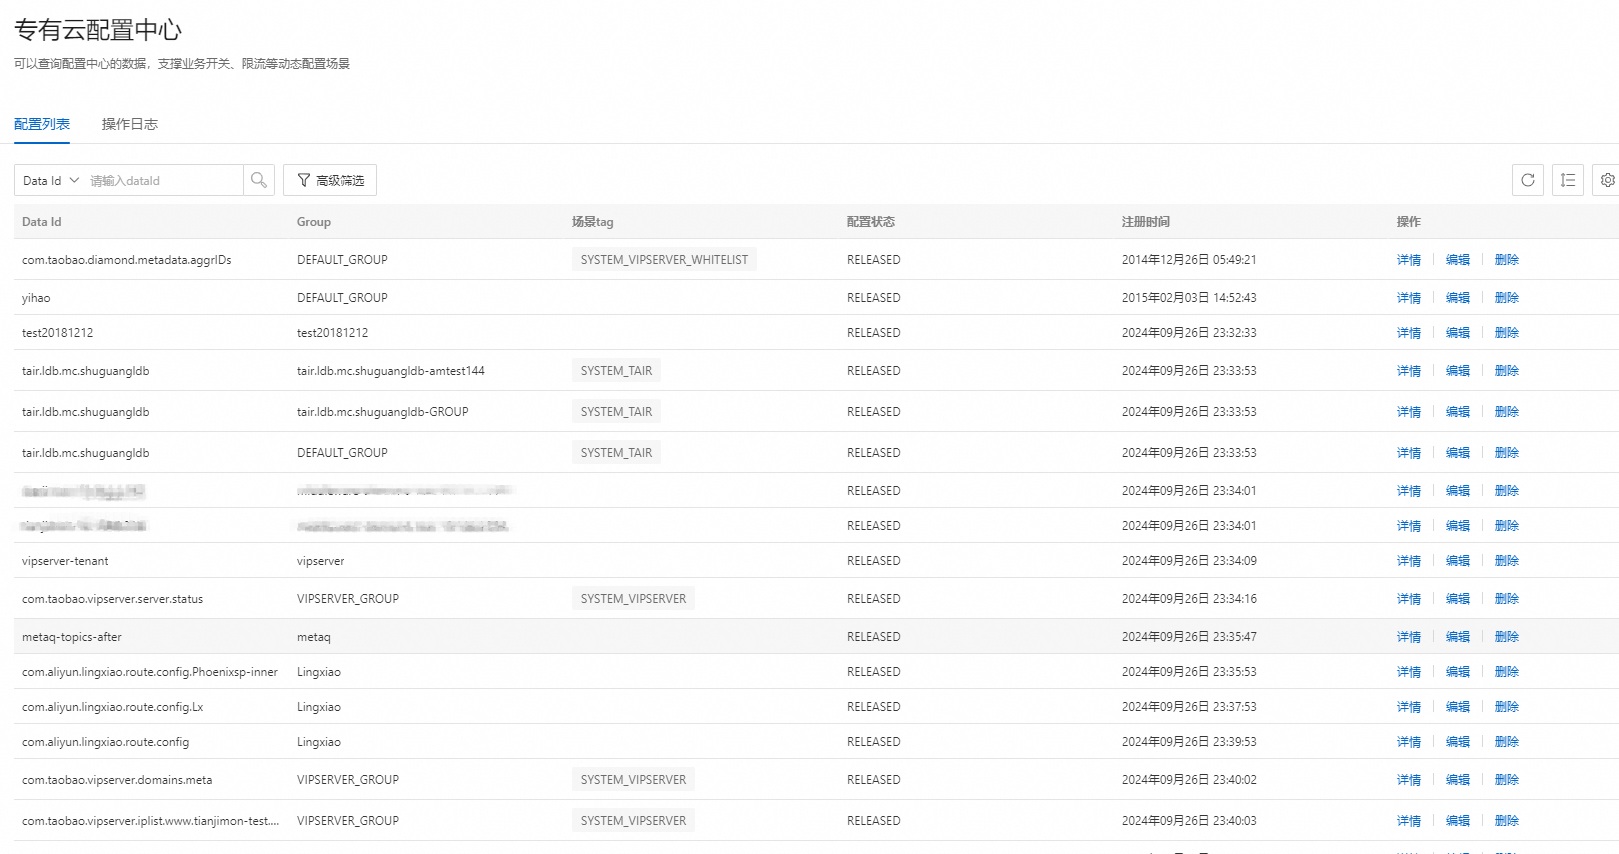 专有云配置中心
可以查询配置中心的数据，支撑业务开关、限流等动态配置场景
配置列表 操作日志
Data Id 请输入dataId 高级筛选
Data Id Group 场景tag 配置状态 注册时间 操作
com.taobao.diamond.metadata.aggrIDs DEFAULT_GROUP SYSTEM_VIPSERVER_WHITELIST RELEASED 2014年12月26日 05:49:21 详情 编辑 删除
yihao DEFAULT_GROUP RELEASED 2015年02月03日 14:52:43 详情 编辑 删除
test20181212 test20181212 RELEASED 2024年09月26日 23:32:33 详情 编辑 删除
tair.ldb.mc.shuguangldb tair.ldb.mc.shuguangldb-amtest144 SYSTEM_TAIR RELEASED 2024年09月26日 23:33:53 详情 编辑 删除
tair.ldb.mc.shuguangldb tair.ldb.mc.shuguangldb-GROUP SYSTEM_TAIR RELEASED 2024年09月26日 23:33:53 详情 编辑 删除
tair.ldb.mc.shuguangldb DEFAULT_GROUP SYSTEM_TAIR RELEASED 2024年09月26日 23:33:53 详情 编辑 删除
RELEASED 2024年09月26日 23:34:01 详情 编辑 删除
RELEASED 2024年09月26日 23:34:01 详情 编辑 删除
vipserver-tenant vipserver RELEASED 2024年09月26日 23:34:09 详情 编辑 删除
com.taobao.vipserver.server.status VIPSERVER_GROUP SYSTEM_VIPSERVER RELEASED 2024年09月26日 23:34:16 详情 编辑 删除
metaq-topics-after metaq RELEASED 2024年09月26日 23:35:47 详情 编辑 删除
com.aliyun.lingxiao.route.config.Phoenixsp-inner Lingxiao RELEASED 2024年09月26日 23:35:53 详情 编辑 删除
com.aliyun.lingxiao.route.config.Lx Lingxiao RELEASED 2024年09月26日 23:37:53 详情 编辑 删除
com.aliyun.lingxiao.route.config Lingxiao RELEASED 2024年09月26日 23:39:53 详情 编辑 删除
com.taobao.vipserver.domains.meta VIPSERVER_GROUP SYSTEM_VIPSERVER RELEASED 2024年09月26日 23:40:02 详情 编辑 删除
com.taobao.vipserver.iplist.www.tianjimon-test.... VIPSERVER_GROUP SYSTEM_VIPSERVER RELEASED 2024年09月26日 23:40:03 详情 编辑 删除